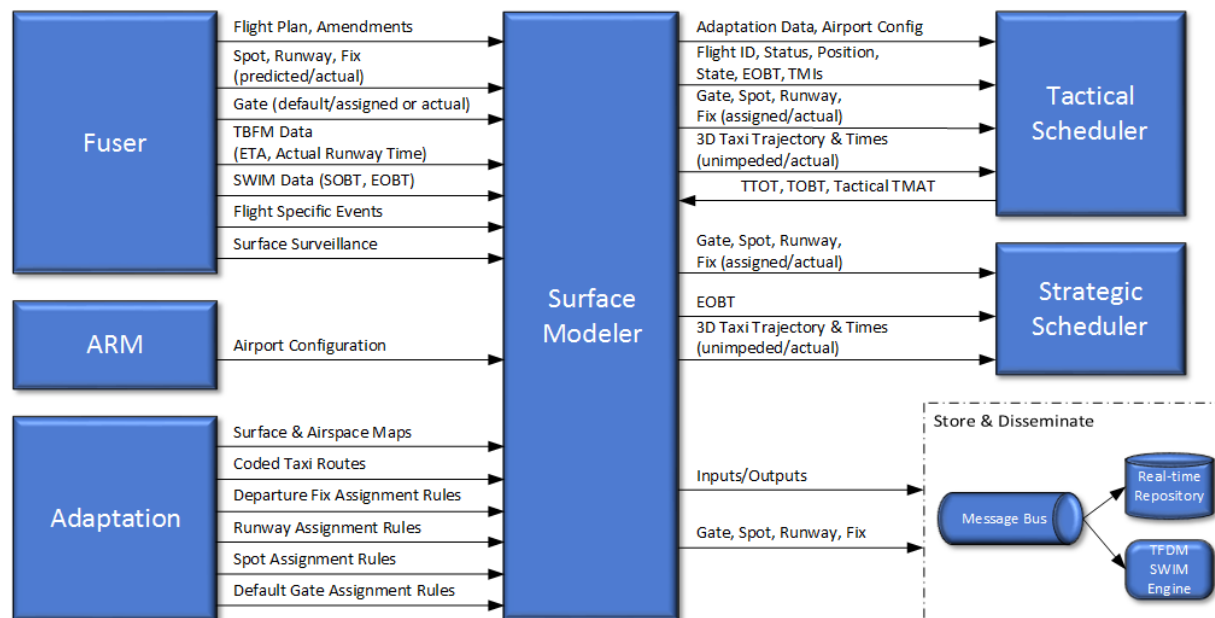 Fuser
Flight Plan, Amendments
Spot, Runway, Fix
(predicted/actual)
Gate (default/assigned or actual)
TBFM Data
(ETA, Actual Runway Time)
SWIM Data (SOBT, EOBT)
Flight Specific Events
Surface Surveillance
ARM
Airport Configuration
Adaptation
Surface & Airspace Maps
Coded Taxi Routes
Departure Fix Assignment Rules
Runway Assignment Rules
Spot Assignment Rules
Default Gate Assignment Rules
Surface
Modeler
Adaptation Data, Airport Config
Flight ID, Status, Position,
State, EOBT, TMIs
Gate, Spot, Runway,
Fix (assigned/actual)
3D Taxi Trajectory & Times
(unimpeded/actual)
TTOT, TOBT, Tactical TMAT
Tactical
Scheduler
Gate, Spot, Runway,
Fix (assigned/actual)
EOBT
3D Taxi Trajectory & Times
(unimpeded/actual)
Strategic
Scheduler
Inputs/Outputs
Gate, Spot, Runway, Fix
Store & Disseminate
Message Bus
Real-time
Repository
TFDM
SWIM
Engine